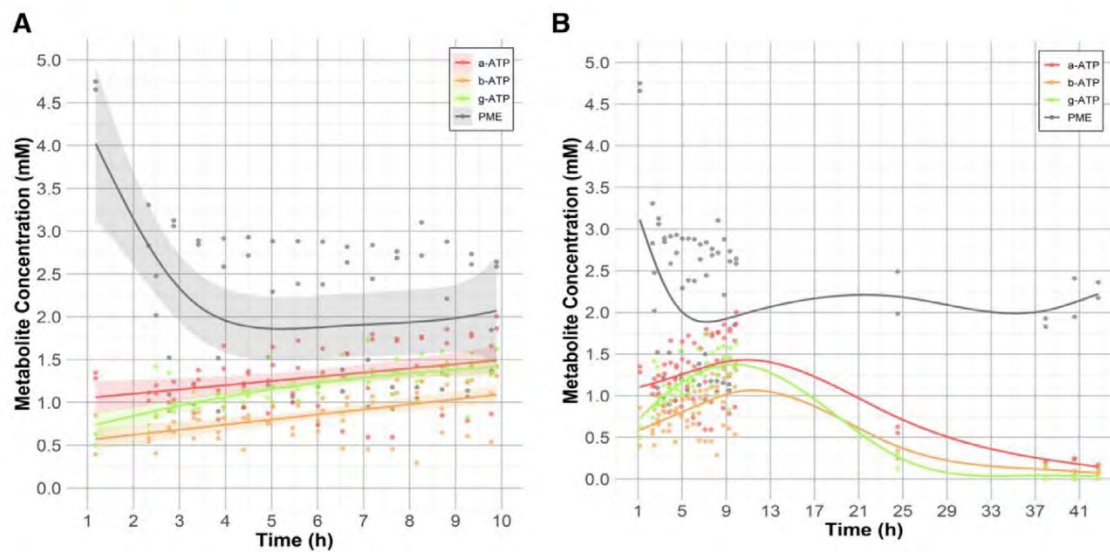 A
Metabolite Concentration (mM)
5.0
4.5
4.0
3.5
3.0
2.5
2.0
1.5
1.0
0.5
0.0
a-ATP
b-ATP
g-ATP
PME
1 2 3 4 5 6 7 8 9 10
Time (h)
B
Metabolite Concentration (mM)
5.0
4.5
4.0
3.5
3.0
2.5
2.0
1.5
1.0
0.5
0.0
a-ATP
b-ATP
g-ATP
PME
1 5 9 13 17 21 25 29 33 37 41
Time (h)